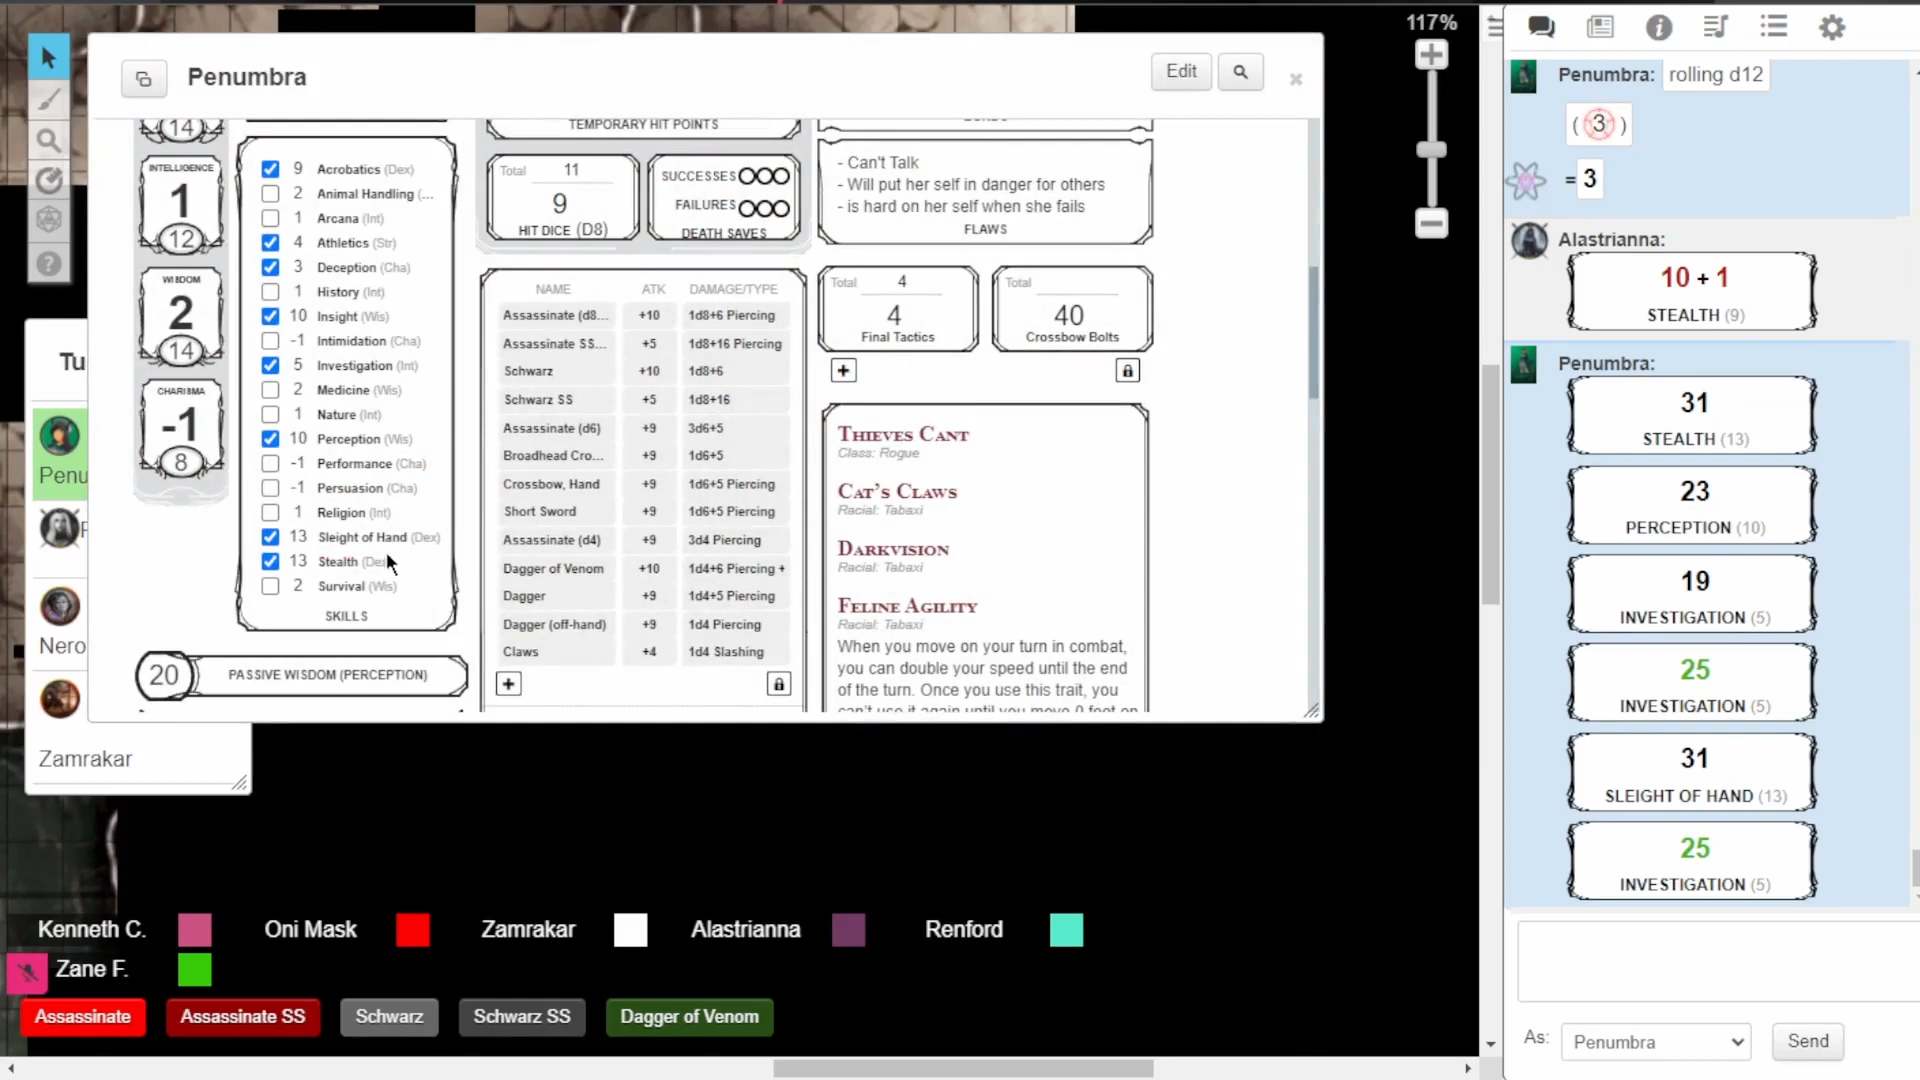 117%
Penumbra
Edit
14
INTELLIGENCE
1
12
WISDOM
2
14
CHARISMA
-1
8
9 Acrobatics (Dex)
2 Animal Handling (...
1 Arcana (Int)
4 Athletics (Str)
3 Deception (Cha)
1 History (Int)
10 Insight (Wis)
-1 Intimidation (Cha)
5 Investigation (Int)
2 Medicine (Wis)
1 Nature (Int)
10 Perception (Wis)
-1 Performance (Cha)
-1 Persuasion (Cha)
1 Religion (Int)
13 Sleight of Hand (Dex)
13 Stealth (Dex
2 Survival (Wis)
SKILLS
20 PASSIVE WISDOM (PERCEPTION)
TEMPORARY HIT POINTS
Total 11
9
HIT DICE (D8)
SUCCESSES
FAILURES
DEATH SAVES
NAME ATK DAMAGE/TYPE
Assassinate (d8... +10 1d8+6 Piercing
Assassinate SS... +5 1d8+16 Piercing
Schwarz +10 1d8+6
Schwarz SS +5 1d8+16
Assassinate (d6) +9 3d6+5
Broadhead Cro... +9 1d6+5
Crossbow, Hand +9 1d6+5 Piercing
Short Sword +9 1d6+5 Piercing
Assassinate (d4) +9 3d4 Piercing
Dagger of Venom +10 1d4+6 Piercing +
Dagger +9 1d4+5 Piercing
Dagger (off-hand) +9 1d4 Piercing
Claws +4 1d4 Slashing
- Can't Talk
- Will put her self in danger for others
- is hard on her self when she fails
FLAWS
Total 4
4
Final Tactics
Total
40
Crossbow Bolts
THIEVES CANT
Class: Rogue
CAT'S CLAWS
Racial: Tabaxi
DARKVISION
Racial: Tabaxi
FELINE AGILITY
Racial: Tabaxi
When you move on your turn in combat,
you can double your speed until the end
of the turn. Once you use this trait, you
can't use it again until you move 0 feet on
Tu
Penu
Nero
Zamrakar
Kenneth C.
Oni Mask
Zamrakar
Alastrianna
Renford
Zane F.
Assassinate
Assassinate SS
Schwarz
Schwarz SS
Dagger of Venom
Penumbra: rolling d12
(3)
=3
Alastrianna:
10 + 1
STEALTH (9)
Penumbra:
31
STEALTH (13)
23
PERCEPTION (10)
19
INVESTIGATION (5)
25
INVESTIGATION (5)
31
SLEIGHT OF HAND (13)
25
INVESTIGATION (5)
As: Penumbra
Send